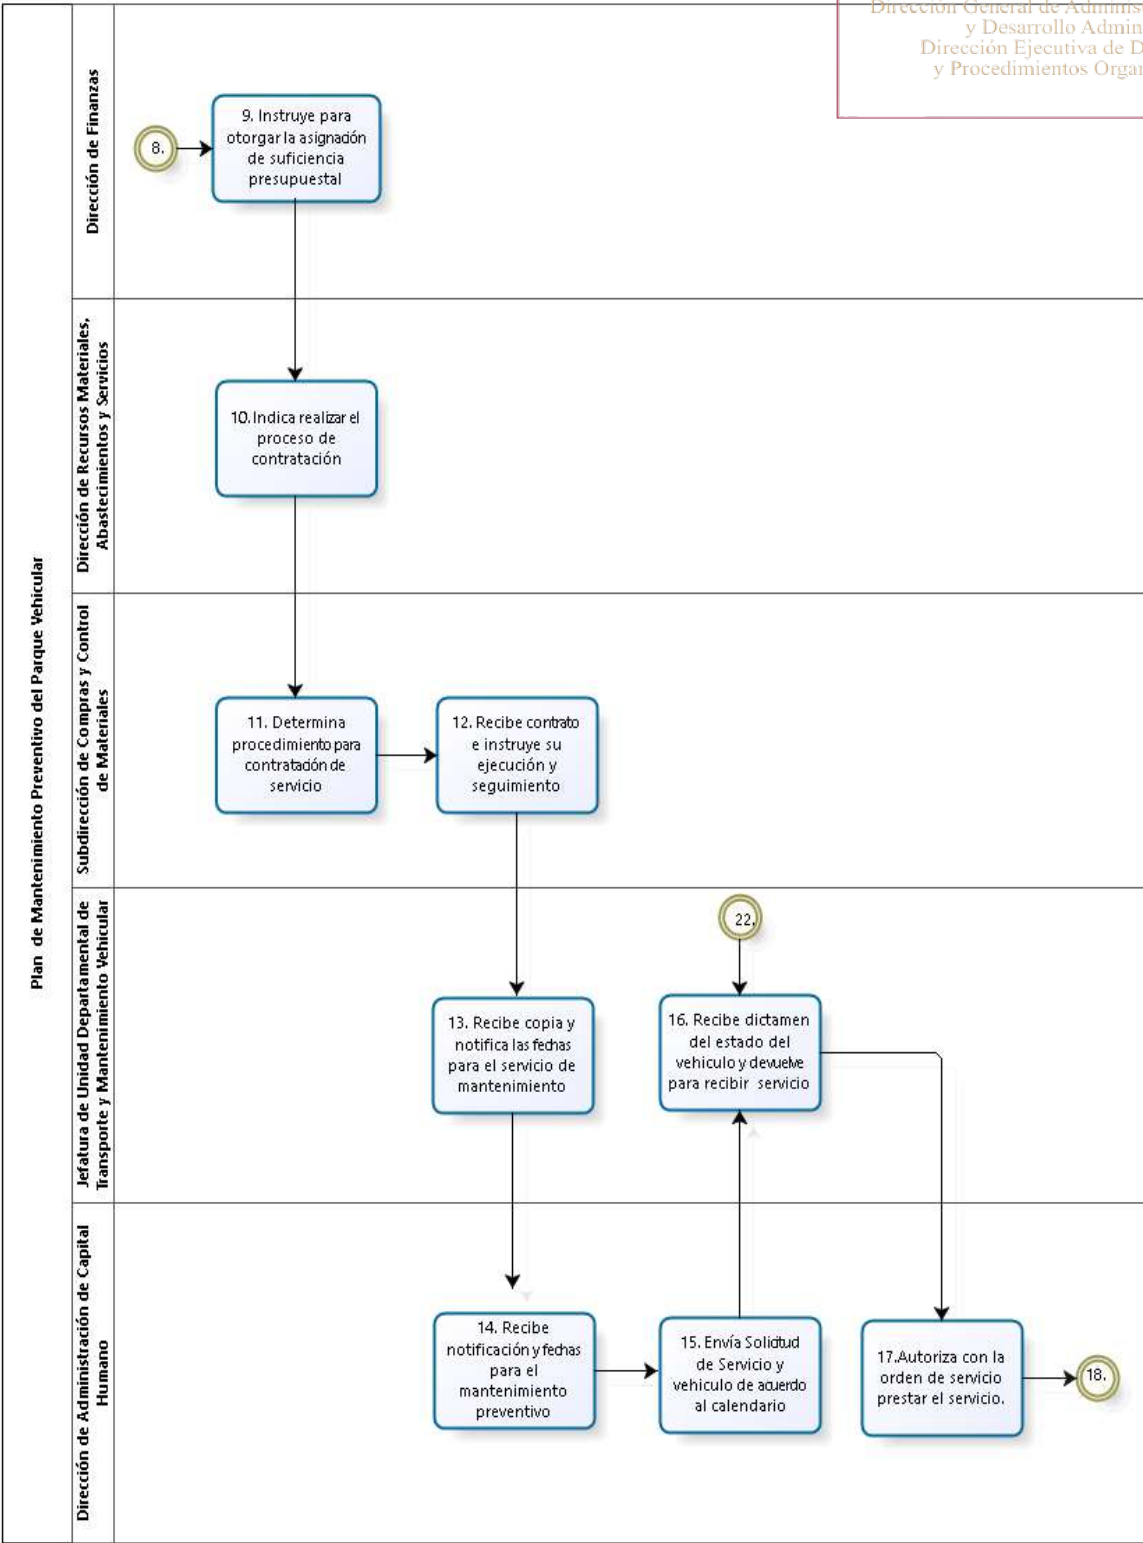 Dirección General de
y Desarrollo
Dirección Ejecutiva de
y Procedimientos
Plan de Mantenimiento Preventivo del Parque Vehicular
Dirección de Finanzas
8.
9. Instruye para
otorgar la asignación
de suficiencia
presupuestal
Dirección de Recursos Materiales,
Abastecimientos y Servicios
10.Indica realizar el
proceso de
contratación
Subdirección de Compras y Control
de Materiales
11. Determina
procedimiento para
contratación de
servicio
12. Recibe contrato
e instruye su
ejecución y
seguimiento
Jefatura de Unidad Departamental de
Transporte y Mantenimiento Vehicular
22.
13. Recibe copia y
notifica las fechas
para el servicio de
mantenimiento
16. Recibe dictamen
del estado del
vehiculo y devuelve
para recibir servicio
Dirección de Administración de Capital
Humano
14. Recibe
notificación y fechas
para el
mantenimiento
preventivo
15. Envía Solicitud
de Servicio y
vehiculo de acuerdo
al calendario
17.Autoriza con la
orden de servicio
prestar el servicio.
18.